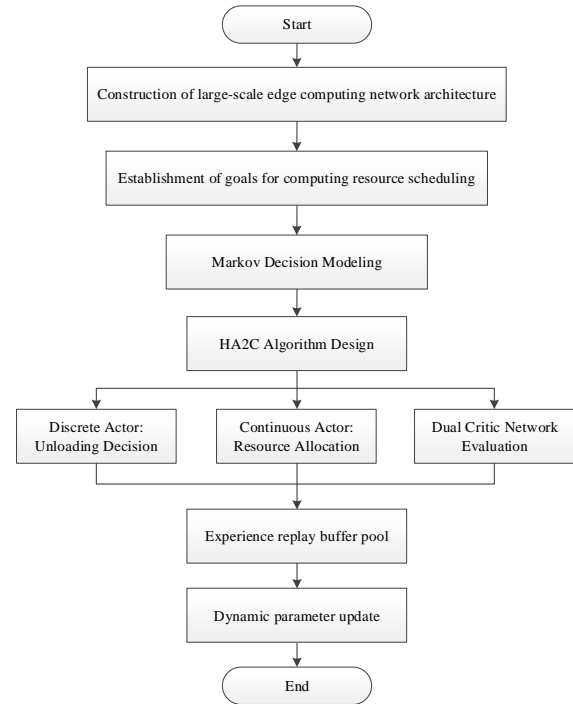 Start
Construction of large-scale edge computing network architecture
Establishment of goals for computing resource scheduling
Markov Decision Modeling
HA2C Algorithm Design
Discrete Actor:
Unloading Decision
Continuous Actor:
Resource Allocation
Dual Critic Network
Evaluation
Experience replay buffer pool
Dynamic parameter update
End